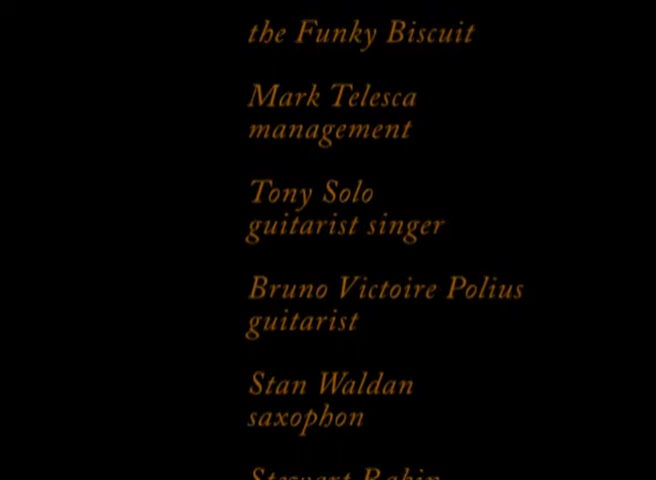 the Funky Biscuit
Mark Telesca
management
Tony Solo
guitarist singer
Bruno Victoire Polius
guitarist
Stan Waldan
saxophon